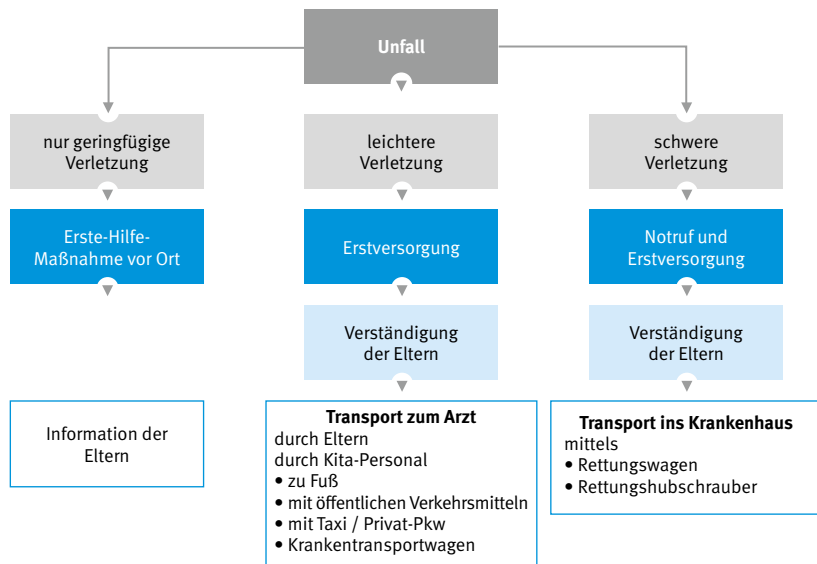 Unfall
nur geringfügige
Verletzung
leichtere
Verletzung
schwere
Verletzung
Erste-Hilfe-
Maßnahme vor Ort
Erstversorgung
Notruf und
Erstversorgung
Verständigung
der Eltern
Verständigung
der Eltern
Information der
Eltern
Transport zum Arzt
durch Eltern
durch Kita-Personal
• zu Fuß
• mit öffentlichen Verkehrsmitteln
• mit Taxi / Privat-Pkw
• Krankentransportwagen
Transport ins Krankenhaus
mittels
• Rettungswagen
• Rettungshubschrauber